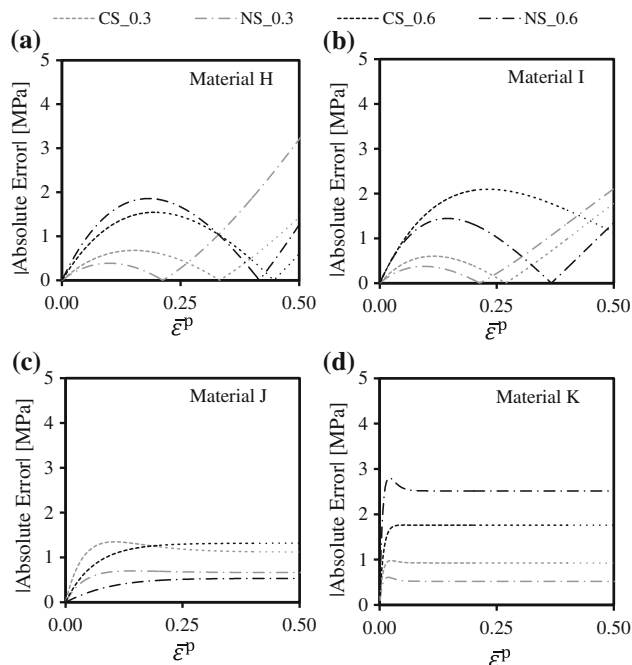 CS_0.3 NS_0.3 CS_0.6 NS_0.6
(a)
Material H
|Absolute Error| [MPa]
5
4
3
2
1
0
0.00 0.25 0.50
ε̅ᵖ
(b)
Material I
|Absolute Error| [MPa]
5
4
3
2
1
0
0.00 0.25 0.50
ε̅ᵖ
(c)
Material J
|Absolute Error| [MPa]
5
4
3
2
1
0
0.00 0.25 0.50
ε̅ᵖ
(d)
Material K
|Absolute Error| [MPa]
5
4
3
2
1
0
0.00 0.25 0.50
ε̅ᵖ